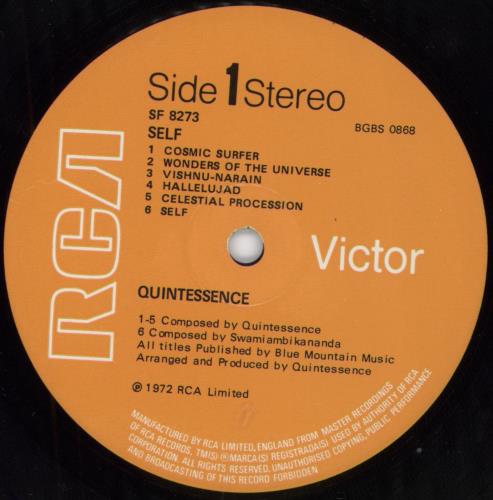 Side 1 Stereo
SF 8273
BGBS 0868
SELF
1 COSMIC SURFER
2 WONDERS OF THE UNIVERSE
3 VISHNU-NARAIN
4 HALLELUJAD
5 CELESTIAL PROCESSION
6 SELF
RCA
Victor
QUINTESSENCE
1-5 Composed by Quintessence
6 Composed by Swamiambikananda
All titles Published by Blue Mountain Music
Arranged and Produced by Quintessence
℗ 1972 RCA Limited
MANUFACTURED BY RCA LIMITED, ENGLAND FROM MASTER RECORDINGS
OF RCA RECORDS, TM(S) ® MARCA(S) REGISTRADA(S) USED BY AUTHORITY OF RCA
CORPORATION. ALL RIGHTS RESERVED. UNAUTHORISED COPYING, PUBLIC PERFORMANCE
AND BROADCASTING OF THIS RECORD FORBIDDEN